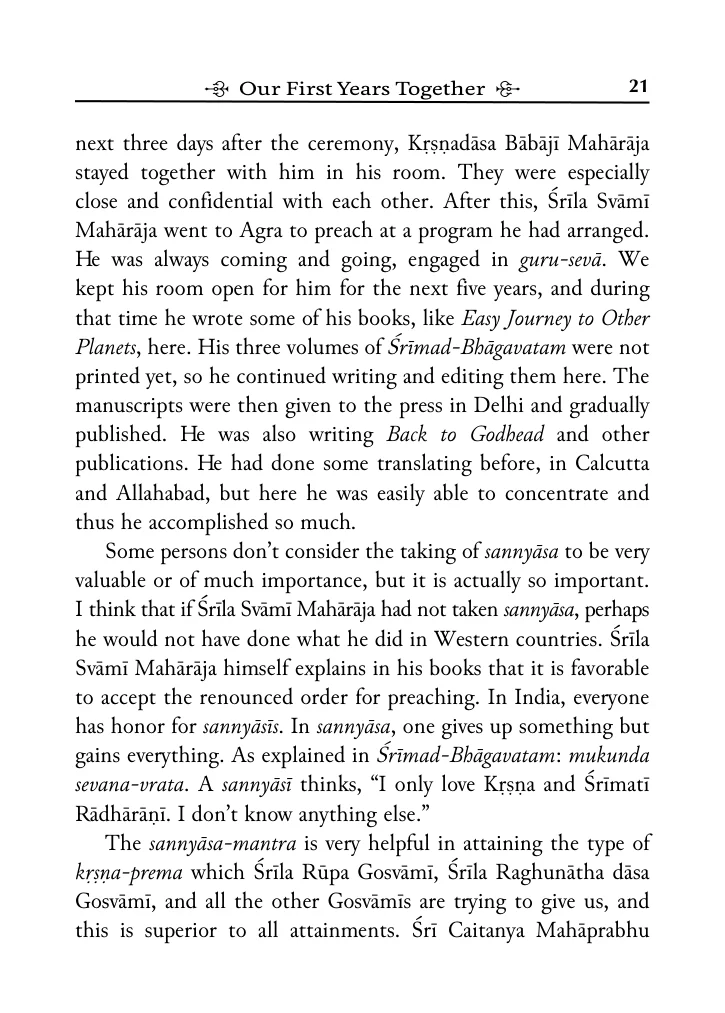 Our First Years Together 21
next three days after the ceremony, Kṛṣṇadāsa Bābājī Mahārāja
stayed together with him in his room. They were especially
close and confidential with each other. After this, Śrīla Svāmī
Mahārāja went to Agra to preach at a program he had arranged.
He was always coming and going, engaged in guru-sevā. We
kept his room open for him for the next five years, and during
that time he wrote some of his books, like Easy Journey to Other
Planets, here. His three volumes of Śrīmad-Bhāgavatam were not
printed yet, so he continued writing and editing them here. The
manuscripts were then given to the press in Delhi and gradually
published. He was also writing Back to Godhead and other
publications. He had done some translating before, in Calcutta
and Allahabad, but here he was easily able to concentrate and
thus he accomplished so much.
Some persons don’t consider the taking of sannyāsa to be very
valuable or of much importance, but it is actually so important.
I think that if Śrīla Svāmī Mahārāja had not taken sannyāsa, perhaps
he would not have done what he did in Western countries. Śrīla
Svāmī Mahārāja himself explains in his books that it is favorable
to accept the renounced order for preaching. In India, everyone
has honor for sannyāsīs. In sannyāsa, one gives up something but
gains everything. As explained in Śrīmad-Bhāgavatam: mukunda
sevana-vrata. A sannyāsī thinks, “I only love Kṛṣṇa and Śrīmatī
Rādhārāṇī. I don’t know anything else.”
The sannyāsa-mantra is very helpful in attaining the type of
kṛṣṇa-prema which Śrīla Rūpa Gosvāmī, Śrīla Raghunātha dāsa
Gosvāmī, and all the other Gosvāmīs are trying to give us, and
this is superior to all attainments. Śrī Caitanya Mahāprabhu